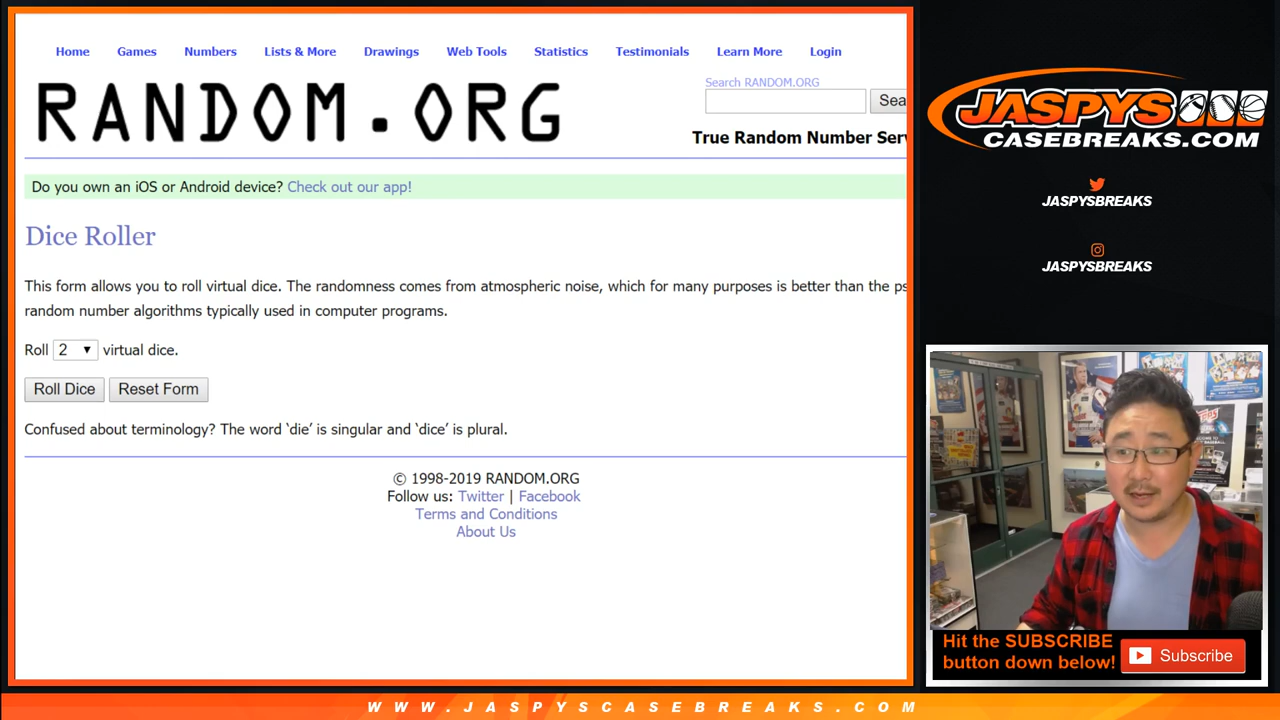 Home Games Numbers Lists & More Drawings Web Tools Statistics Testimonials Learn More Login
RANDOM.ORG
Search RANDOM.ORG
Sea
True Random Number Serv
Do you own an iOS or Android device? Check out our app!
Dice Roller
This form allows you to roll virtual dice. The randomness comes from atmospheric noise, which for many purposes is better than the ps
random number algorithms typically used in computer programs.
Roll 2 virtual dice.
Roll Dice Reset Form
Confused about terminology? The word ‘die’ is singular and ‘dice’ is plural.
© 1998-2019 RANDOM.ORG
Follow us: Twitter | Facebook
Terms and Conditions
About Us
JASPYS
CASEBREAKS.COM
JASPYSBREAKS
JASPYSBREAKS
Hit the SUBSCRIBE
button down below!
Subscribe
WWW.JASPYSCASEBREAKS.COM